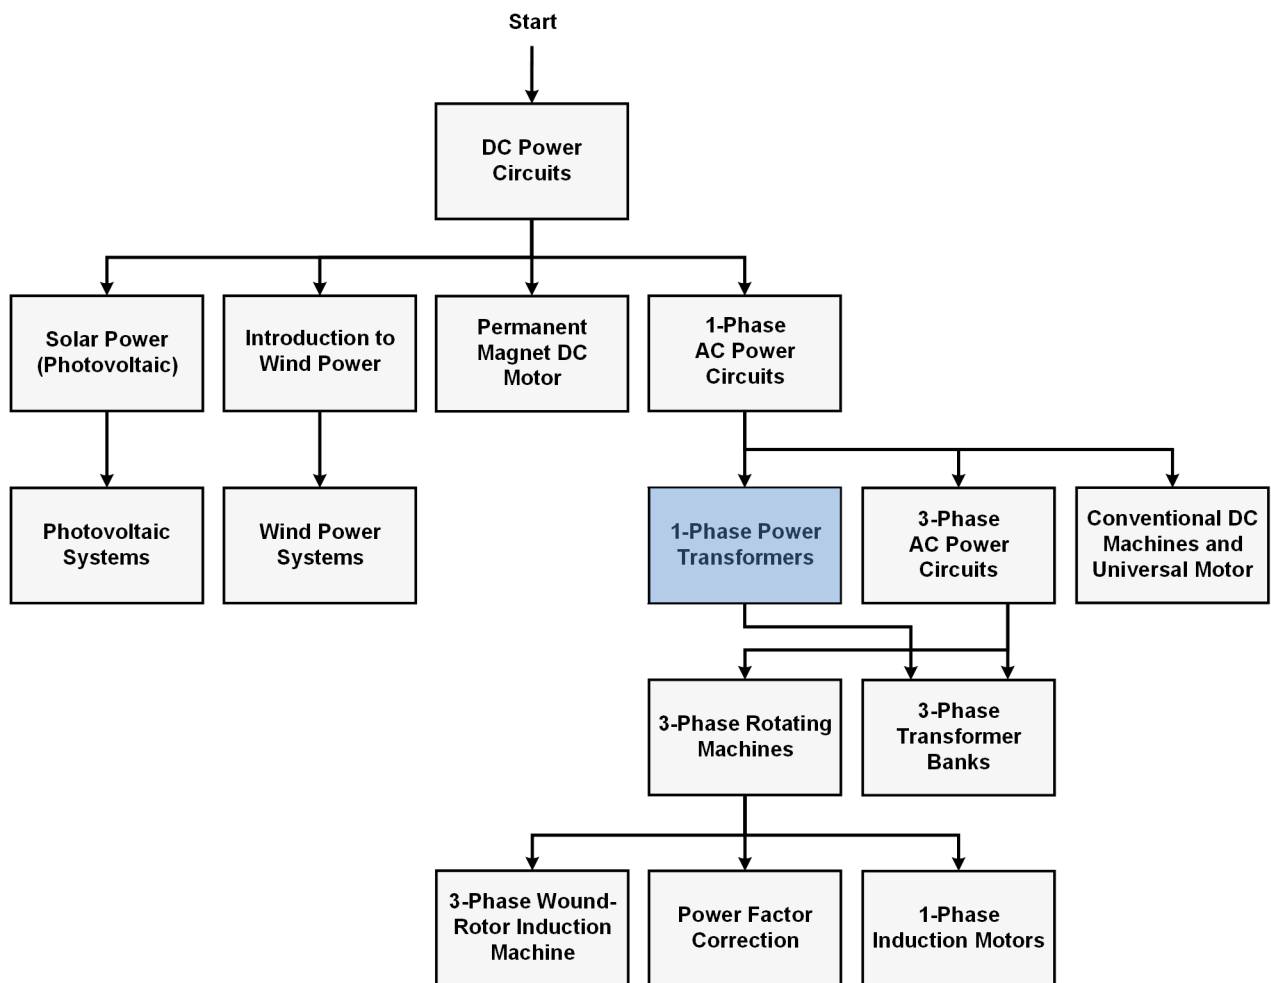 Start
DC Power
Circuits
Solar Power
(Photovoltaic)
Introduction to
Wind Power
Permanent
Magnet DC
Motor
1-Phase
AC Power
Circuits
Photovoltaic
Systems
Wind Power
Systems
1-Phase Power
Transformers
3-Phase
AC Power
Circuits
Conventional DC
Machines and
Universal Motor
3-Phase Rotating
Machines
3-Phase
Transformer
Banks
3-Phase Wound-
Rotor Induction
Machine
Power Factor
Correction
1-Phase
Induction Motors